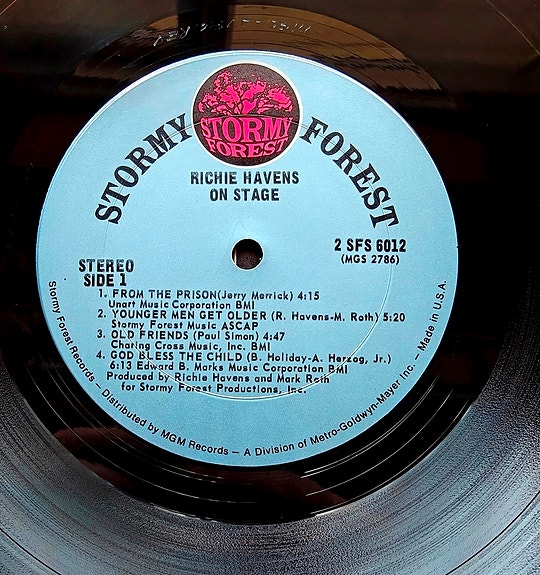 STORMY FOREST
STORMY
FOREST
RICHIE HAVENS
ON STAGE
2 SFS 6012
(MGS 2786)
STEREO
SIDE 1
1. FROM THE PRISON(Jerry Merrick) 4:15
Unart Music Corporation BMI
2. YOUNGER MEN GET OLDER (R. Havens-M. Roth) 5:20
Stormy Forest Music ASCAP
3. OLD FRIENDS (Paul Simon) 4:47
Charing Cross Music, Inc. BMI
4. GOD BLESS THE CHILD (B. Holiday-A. Herzog, Jr.)
6:13 Edward B. Marks Music Corporation BMI
Produced by Richie Havens and Mark Roth
for Stormy Forest Productions, Inc.
Stormy Forest Records – Distributed by MGM Records – A Division of Metro-Goldwyn-Mayer Inc. – Made in U.S.A.